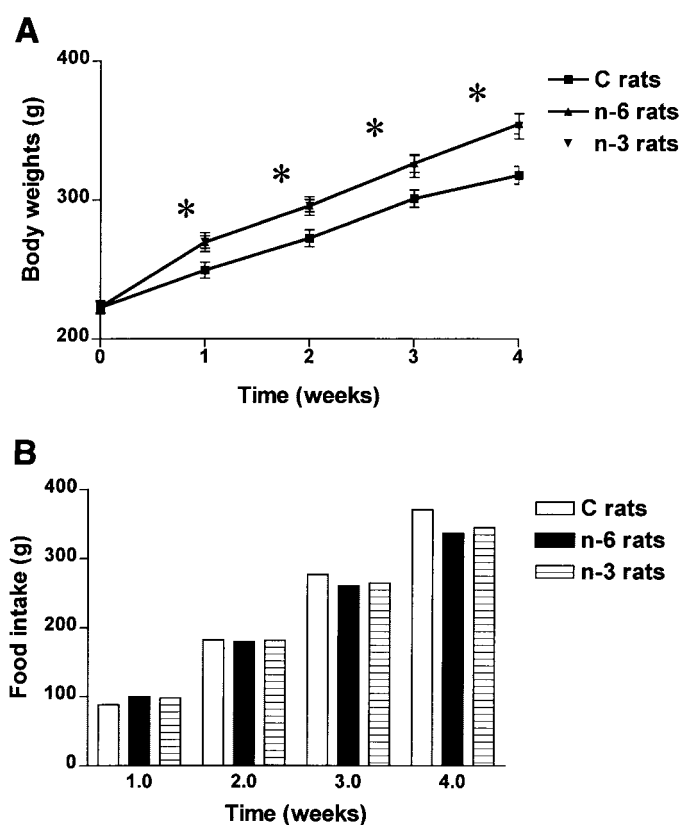 A
400
300
200
Body weights (g)
*
*
*
*
0 1 2 3 4
Time (weeks)
C rats
n-6 rats
n-3 rats
B
400
300
200
100
0
Food intake (g)
1.0 2.0 3.0 4.0
Time (weeks)
C rats
n-6 rats
n-3 rats